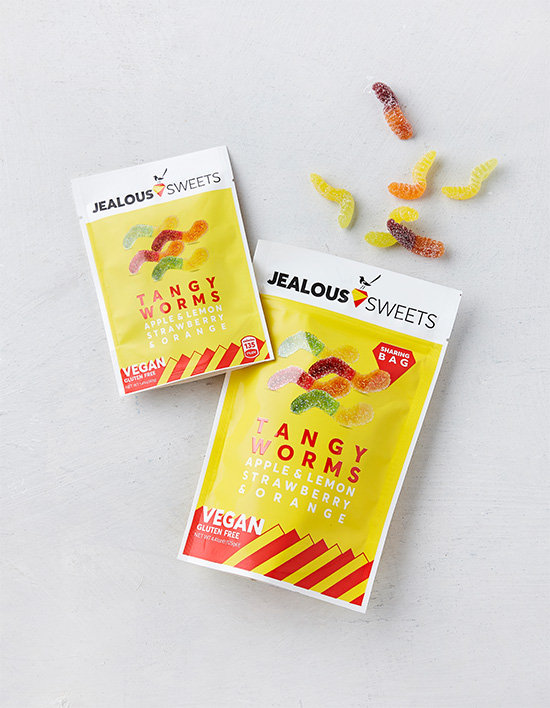 JEALOUS SWEETS
TANGY
WORMS
APPLE & LEMON
STRAWBERRY
& ORANGE
135
VEGAN
GLUTEN FREE
JEALOUS SWEETS
SHARING
BAG
TANGY
WORMS
APPLE & LEMON
STRAWBERRY
& ORANGE
VEGAN
GLUTEN FREE